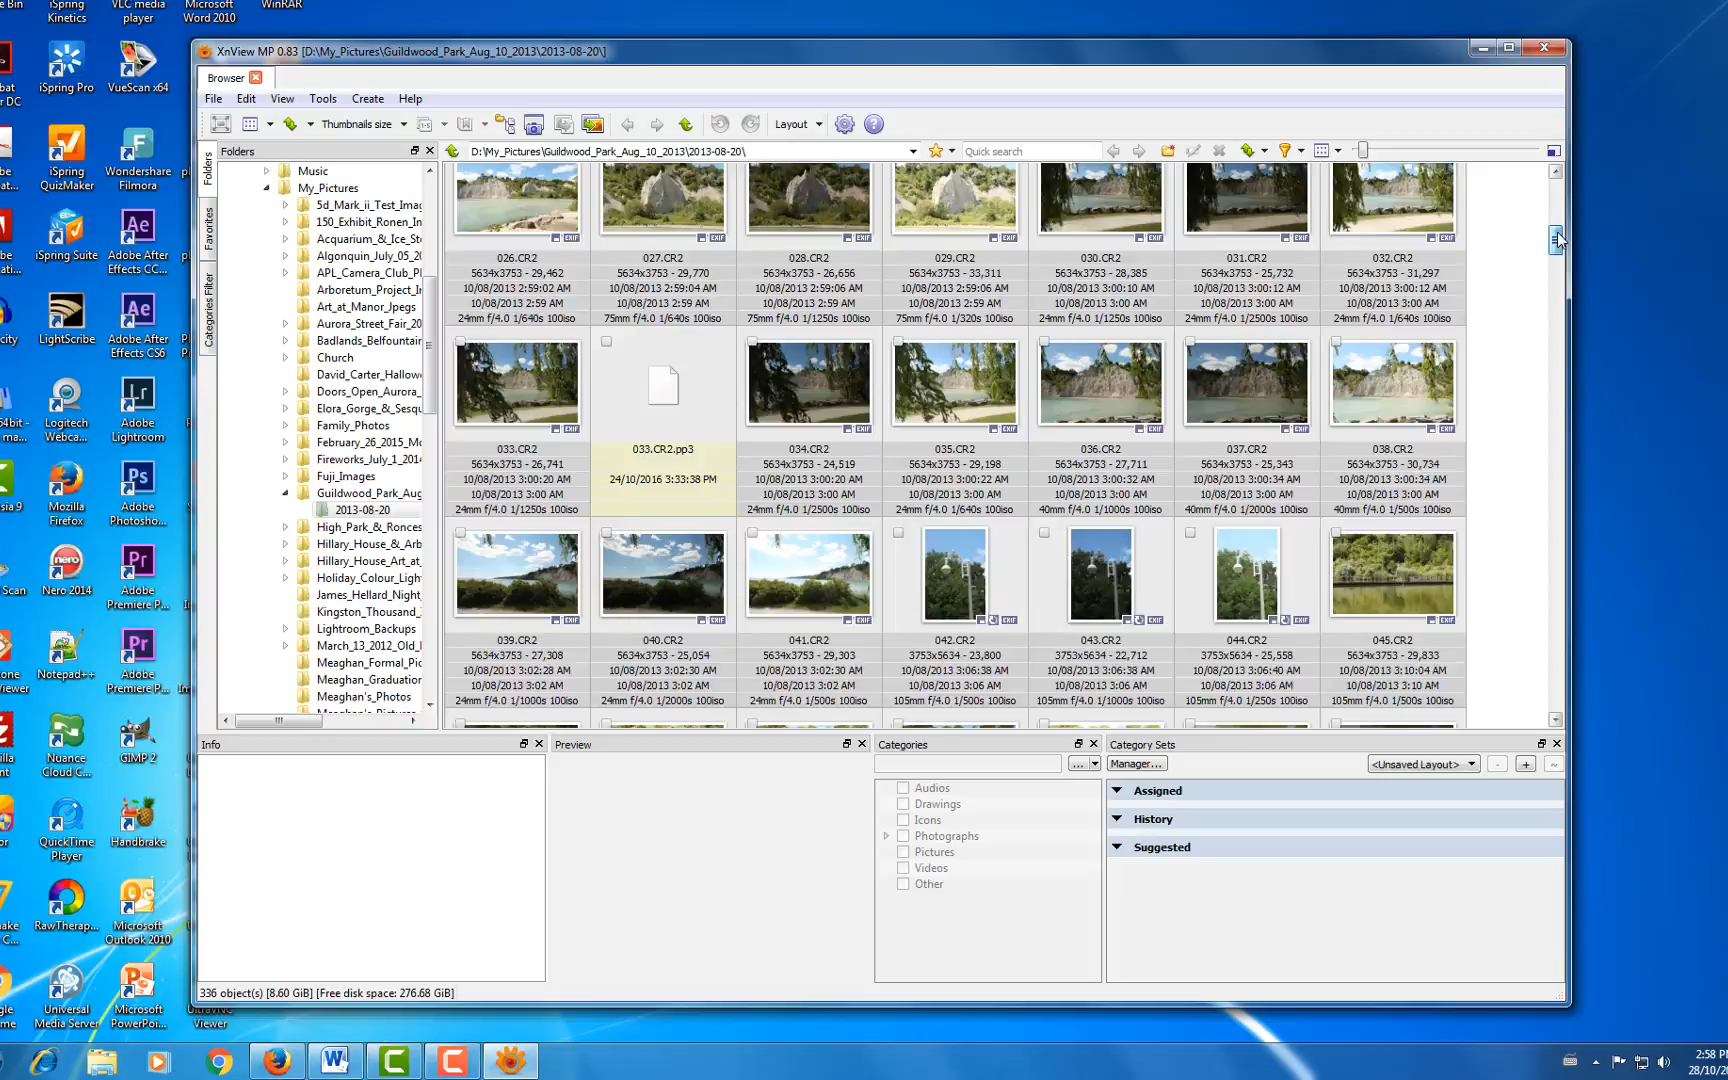 e Bin
iSpring
Kinetics
VLC media
player
Microsoft
Word 2010
WinRAR
XnView MP 0.83 [D:\My_Pictures\Guildwood_Park_Aug_10_2013\2013-08-20\]
Browser
File Edit View Tools Create Help
Thumbnails size
Layout
Folders
D:\My_Pictures\Guildwood_Park_Aug_10_2013\2013-08-20\
Quick search
Folders
Favorites
Categories Filter
Music
My_Pictures
5d_Mark_ii_Test_Imag
150_Exhibit_Ronen_In
Acquarium_&_Ice_Sto
Algonquin_July_05_20
APL_Camera_Club_Pi
Arboretum_Project_In
Art_at_Manor_Jpegs
Aurora_Street_Fair_20
Badlands_Belfountain
Church
David_Carter_Hallow
Doors_Open_Aurora_
Elora_Gorge_&_Sesqu
Family_Photos
February_26_2015_Mo
Fireworks_July_1_2014
Fuji_Images
Guildwood_Park_Aug
2013-08-20
High_Park_&_Ronces
Hillary_House_&_Arb
Hillary_House_Art_at_
Holiday_Colour_Light
James_Hellard_Night_
Kingston_Thousand_I
Lightroom_Backups
March_13_2012_Old_
Meaghan_Formal_Pic
Meaghan_Graduation
Meaghan's_Photos
026.CR2 027.CR2 028.CR2 029.CR2 030.CR2 031.CR2 032.CR2
5634x3753 - 29,462 5634x3753 - 29,770 5634x3753 - 26,656 5634x3753 - 33,311 5634x3753 - 28,385 5634x3753 - 25,732 5634x3753 - 31,297
10/08/2013 2:59:02 AM 10/08/2013 2:59:04 AM 10/08/2013 2:59:06 AM 10/08/2013 2:59:06 AM 10/08/2013 3:00:10 AM 10/08/2013 3:00:12 AM 10/08/2013 3:00:12 AM
10/08/2013 2:59 AM 10/08/2013 2:59 AM 10/08/2013 2:59 AM 10/08/2013 2:59 AM 10/08/2013 3:00 AM 10/08/2013 3:00 AM 10/08/2013 3:00 AM
24mm f/4.0 1/640s 100iso 75mm f/4.0 1/640s 100iso 75mm f/4.0 1/1250s 100iso 75mm f/4.0 1/320s 100iso 24mm f/4.0 1/1250s 100iso 24mm f/4.0 1/2500s 100iso 24mm f/4.0 1/640s 100iso
033.CR2 033.CR2.pp3 034.CR2 035.CR2 036.CR2 037.CR2 038.CR2
5634x3753 - 26,741 5634x3753 - 24,519 5634x3753 - 29,198 5634x3753 - 27,711 5634x3753 - 25,343 5634x3753 - 30,734
10/08/2013 3:00:20 AM 24/10/2016 3:33:38 PM 10/08/2013 3:00:20 AM 10/08/2013 3:00:22 AM 10/08/2013 3:00:32 AM 10/08/2013 3:00:34 AM 10/08/2013 3:00:34 AM
10/08/2013 3:00 AM 10/08/2013 3:00 AM 10/08/2013 3:00 AM 10/08/2013 3:00 AM 10/08/2013 3:00 AM 10/08/2013 3:00 AM
24mm f/4.0 1/1250s 100iso 24mm f/4.0 1/2500s 100iso 24mm f/4.0 1/640s 100iso 40mm f/4.0 1/1000s 100iso 40mm f/4.0 1/2000s 100iso 40mm f/4.0 1/500s 100iso
039.CR2 040.CR2 041.CR2 042.CR2 043.CR2 044.CR2 045.CR2
5634x3753 - 27,308 5634x3753 - 25,054 5634x3753 - 29,303 3753x5634 - 23,800 3753x5634 - 22,712 3753x5634 - 25,558 5634x3753 - 29,833
10/08/2013 3:02:28 AM 10/08/2013 3:02:30 AM 10/08/2013 3:02:30 AM 10/08/2013 3:06:38 AM 10/08/2013 3:06:38 AM 10/08/2013 3:06:40 AM 10/08/2013 3:10:04 AM
10/08/2013 3:02 AM 10/08/2013 3:02 AM 10/08/2013 3:02 AM 10/08/2013 3:06 AM 10/08/2013 3:06 AM 10/08/2013 3:06 AM 10/08/2013 3:10 AM
24mm f/4.0 1/1000s 100iso 24mm f/4.0 1/2000s 100iso 24mm f/4.0 1/500s 100iso 105mm f/4.0 1/500s 100iso 105mm f/4.0 1/1000s 100iso 105mm f/4.0 1/250s 100iso 105mm f/4.0 1/500s 100iso
Info
Preview
Categories
Category Sets
...
Manager...
<Unsaved Layout>
Audios
Drawings
Icons
Photographs
Pictures
Videos
Other
Assigned
History
Suggested
336 object(s) [8.60 GiB] [Free disk space: 276.68 GiB]
iSpring Pro
VueScan x64
iSpring
QuizMaker
Wondershare
Filmora
iSpring Suite
Adobe After
Effects CC...
LightScribe
Adobe After
Effects CS6
Logitech
Webca...
Adobe
Lightroom
Mozilla
Firefox
Adobe
Photosho...
Nero 2014
Adobe
Premiere P...
Notepad++
Adobe
Premiere P...
Nuance
Cloud C...
GIMP 2
QuickTime
Player
Handbrake
RawTherap...
Microsoft
Outlook 2010
Universal
Media Server
Microsoft
PowerPoi...
UltraVNC
Viewer
2:58 PM
28/10/20